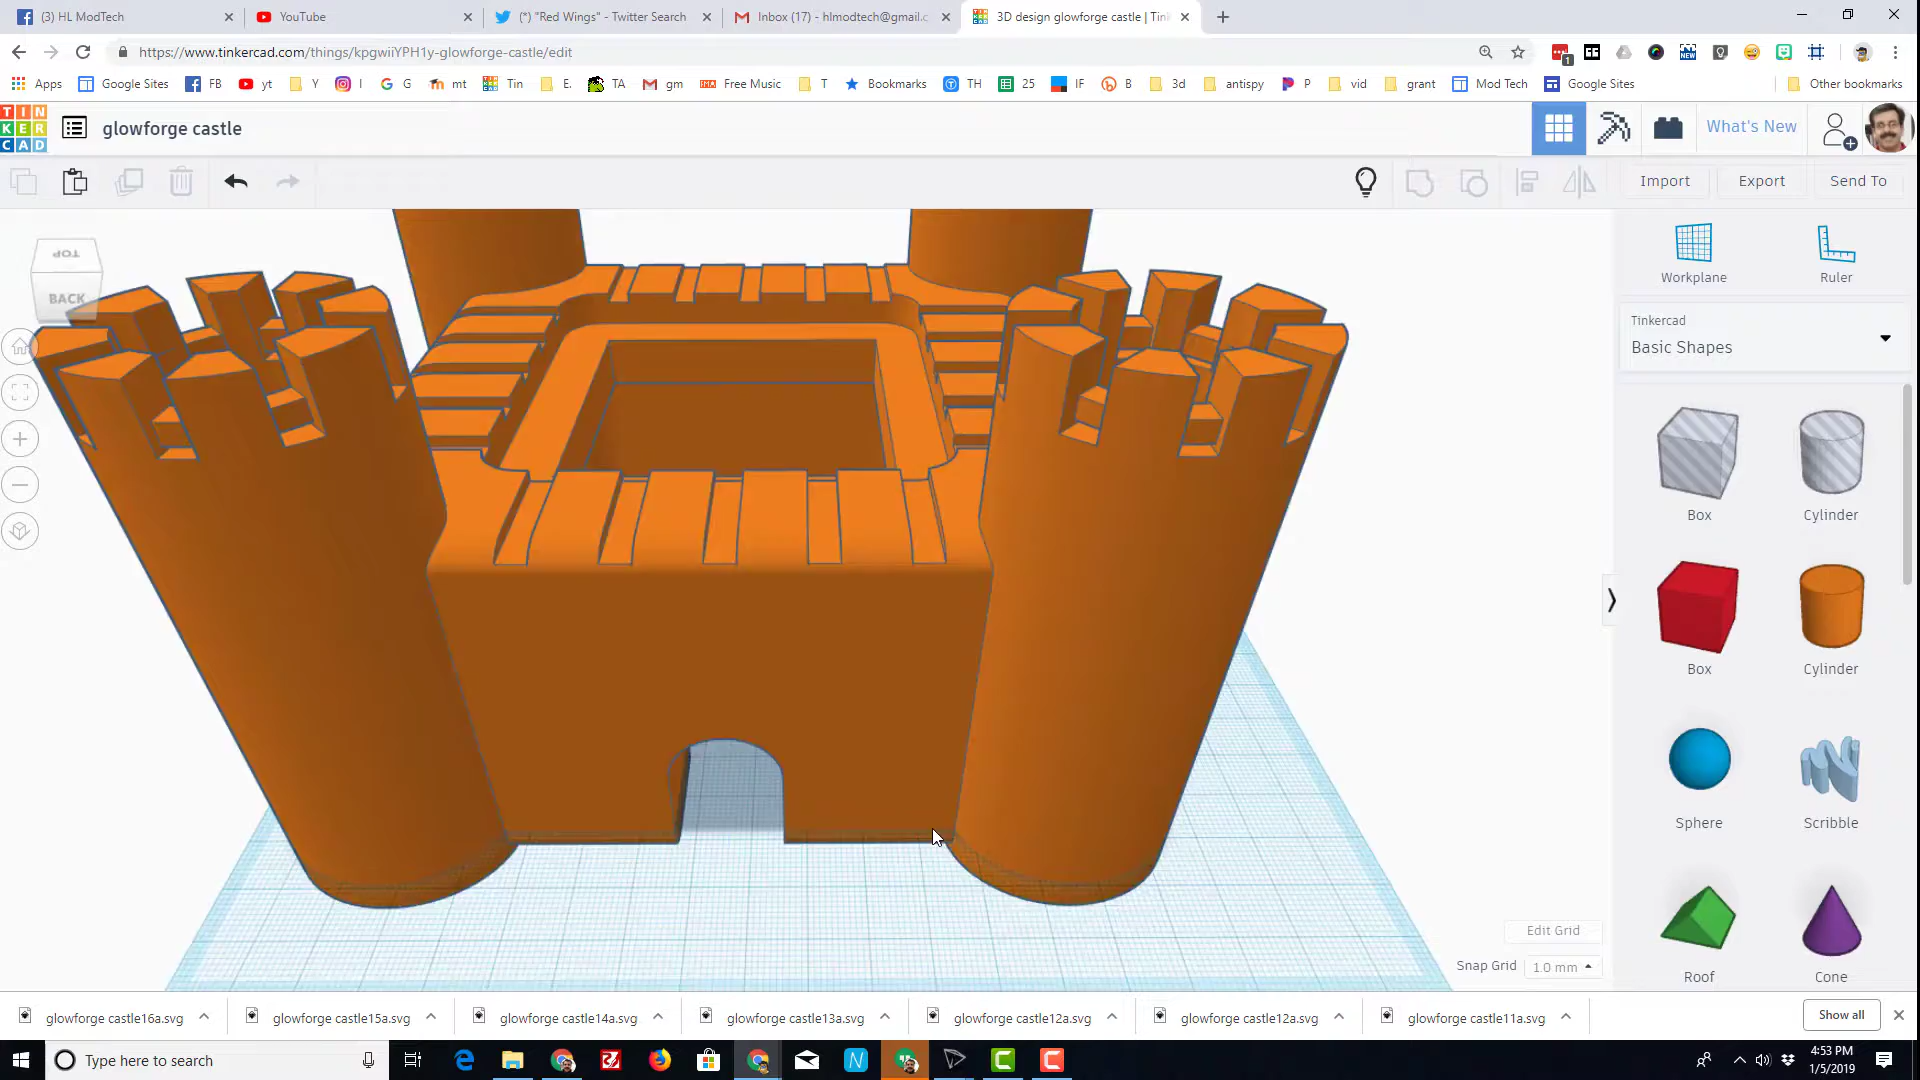 (3) HL ModTech
YouTube
(*) "Red Wings" - Twitter Search
Inbox (17) - hlmodtech@gmail.c
3D design glowforge castle | Tin
https://www.tinkercad.com/things/kpgwiiYPH1y-glowforge-castle/edit
Apps Google Sites FB yt Y I G mt Tin E. TA gm Free Music T Bookmarks TH 25 IF B 3d antispy P vid grant Mod Tech Google Sites Other bookmarks
TIN
KER
CAD
glowforge castle
What's New
Import Export Send To
TOP
BACK
Workplane Ruler
Tinkercad
Basic Shapes
Box Cylinder
Box Cylinder
Sphere Scribble
Roof Cone
Edit Grid
Snap Grid 1.0 mm
glowforge castle16a.svg glowforge castle15a.svg glowforge castle14a.svg glowforge castle13a.svg glowforge castle12a.svg glowforge castle12a.svg glowforge castle11a.svg Show all
Type here to search
4:53 PM
1/5/2019